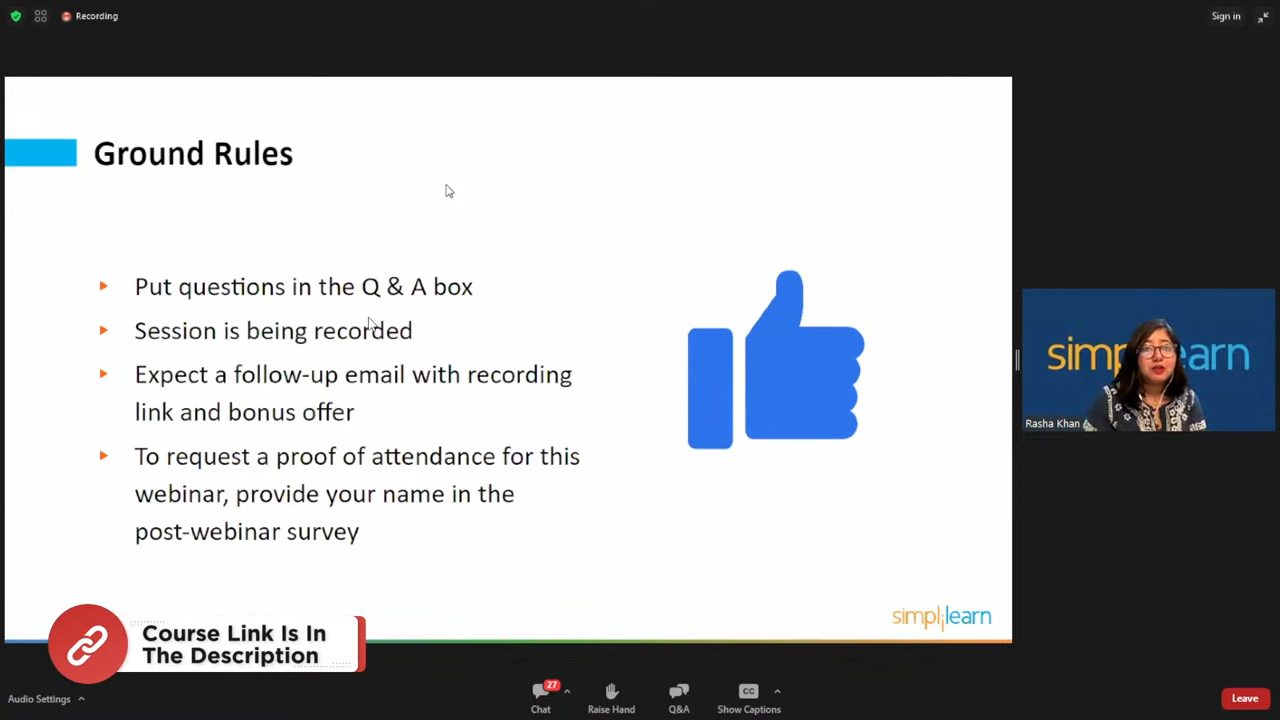 Recording
Sign in
Ground Rules
Put questions in the Q & A box
Session is being recorded
Expect a follow-up email with recording
link and bonus offer
To request a proof of attendance for this
webinar, provide your name in the
post-webinar survey
simplilearn
simplilearn
Rasha Khan
Course Link Is In
The Description
Audio Settings
27
Chat
Raise Hand
Q&A
CC
Show Captions
Leave